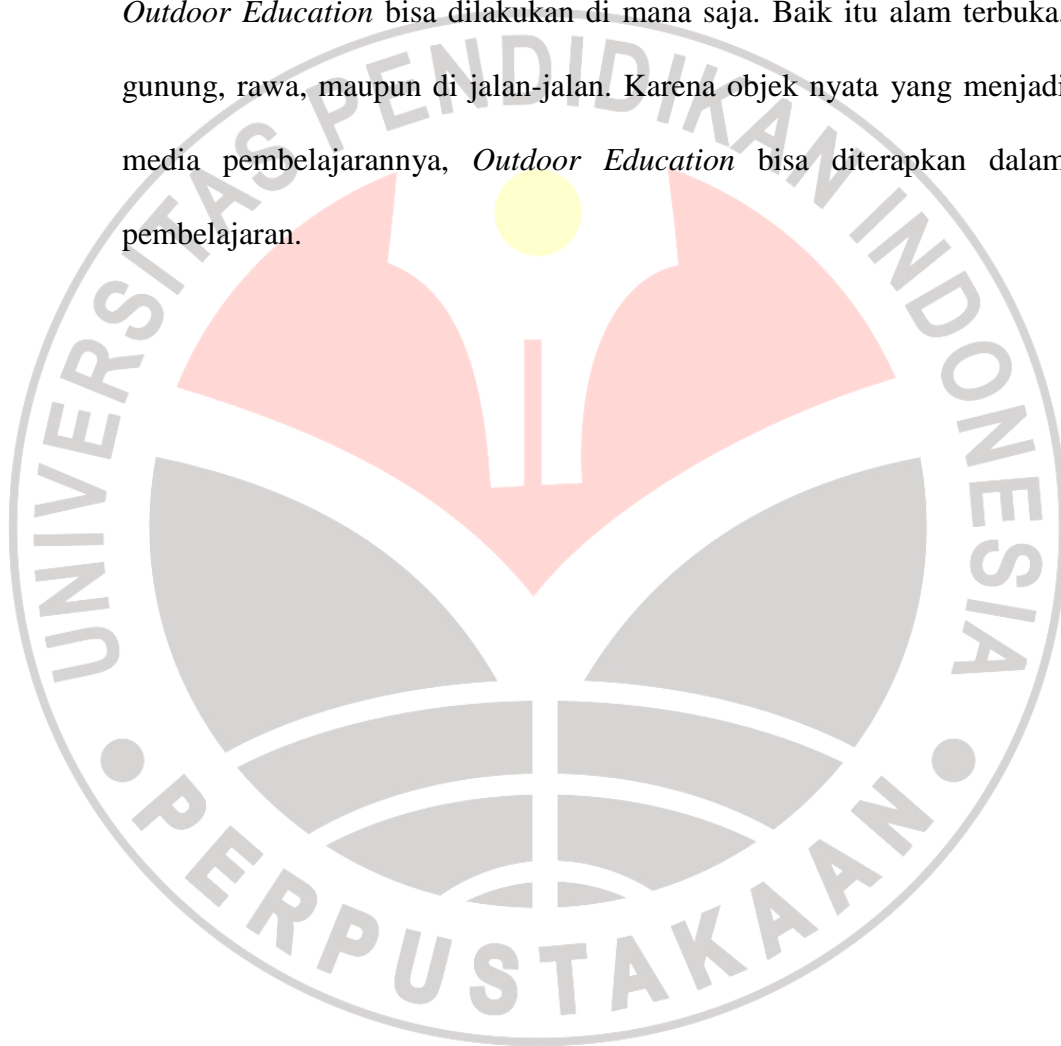 Outdoor Education bisa dilakukan di mana saja. Baik itu alam terbuka,
gunung, rawa, maupun di jalan-jalan. Karena objek nyata yang menjadi
media pembelajarannya, Outdoor Education bisa diterapkan dalam
pembelajaran.
UNIVERSITAS PENDIDIKAN INDONESIA
PERPUSTAKAAN